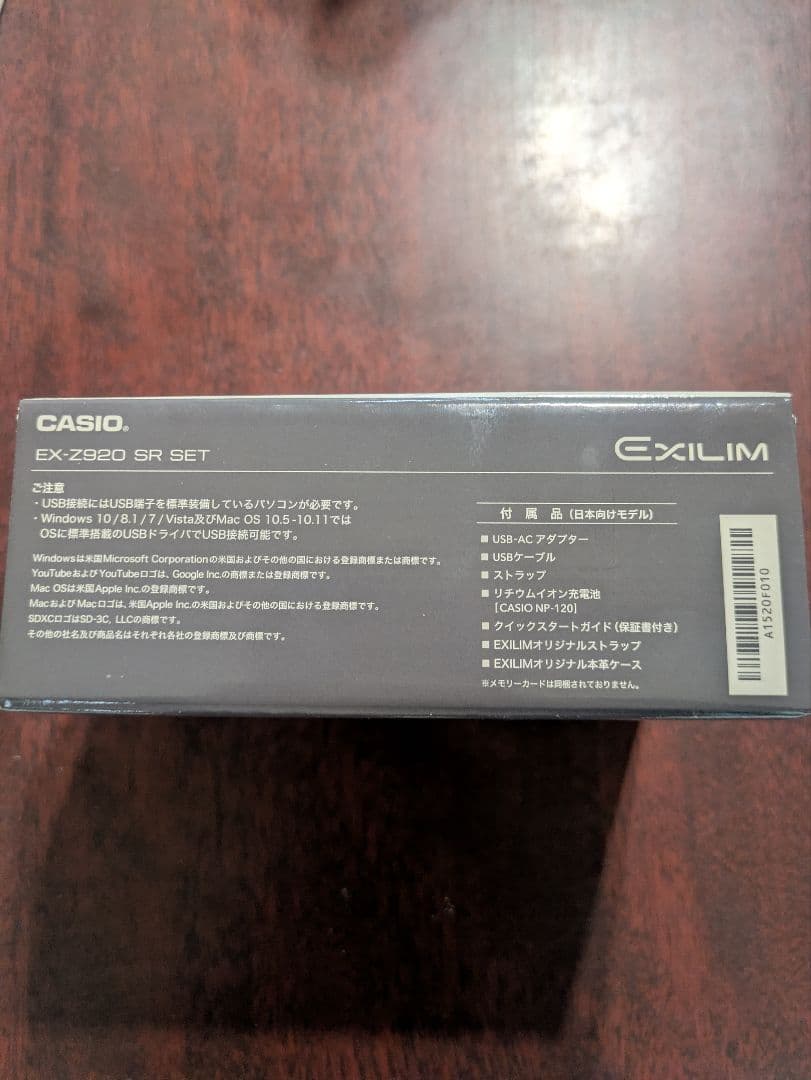 CASIO®
EX-Z920 SR SET
EXILIM
ご注意
・USB接続にはUSB端子を標準装備しているパソコンが必要です。
・Windows 10/8.1/7/Vista及びMac OS 10.5-10.11では
OSに標準搭載のUSBドライバでUSB接続可能です。
Windowsは米国Microsoft Corporationの米国およびその他の国における登録商標または商標です。
YouTubeおよびYouTubeロゴは、Google Inc.の商標または登録商標です。
Mac OSは米国Apple Inc.の登録商標です。
MacおよびMacロゴは、米国Apple Inc.の米国およびその他の国における登録商標です。
SDXCロゴはSD-3C, LLCの商標です。
その他の社名及び商品名はそれぞれ各社の登録商標及び商標です。
付属品(日本向けモデル)
■ USB-AC アダプター
■ USBケーブル
■ ストラップ
■ リチウムイオン充電池
[CASIO NP-120]
■ クイックスタートガイド(保証書付き)
■ EXILIMオリジナルストラップ
■ EXILIMオリジナル本革ケース
※メモリーカードは同梱されておりません。
A1520F010